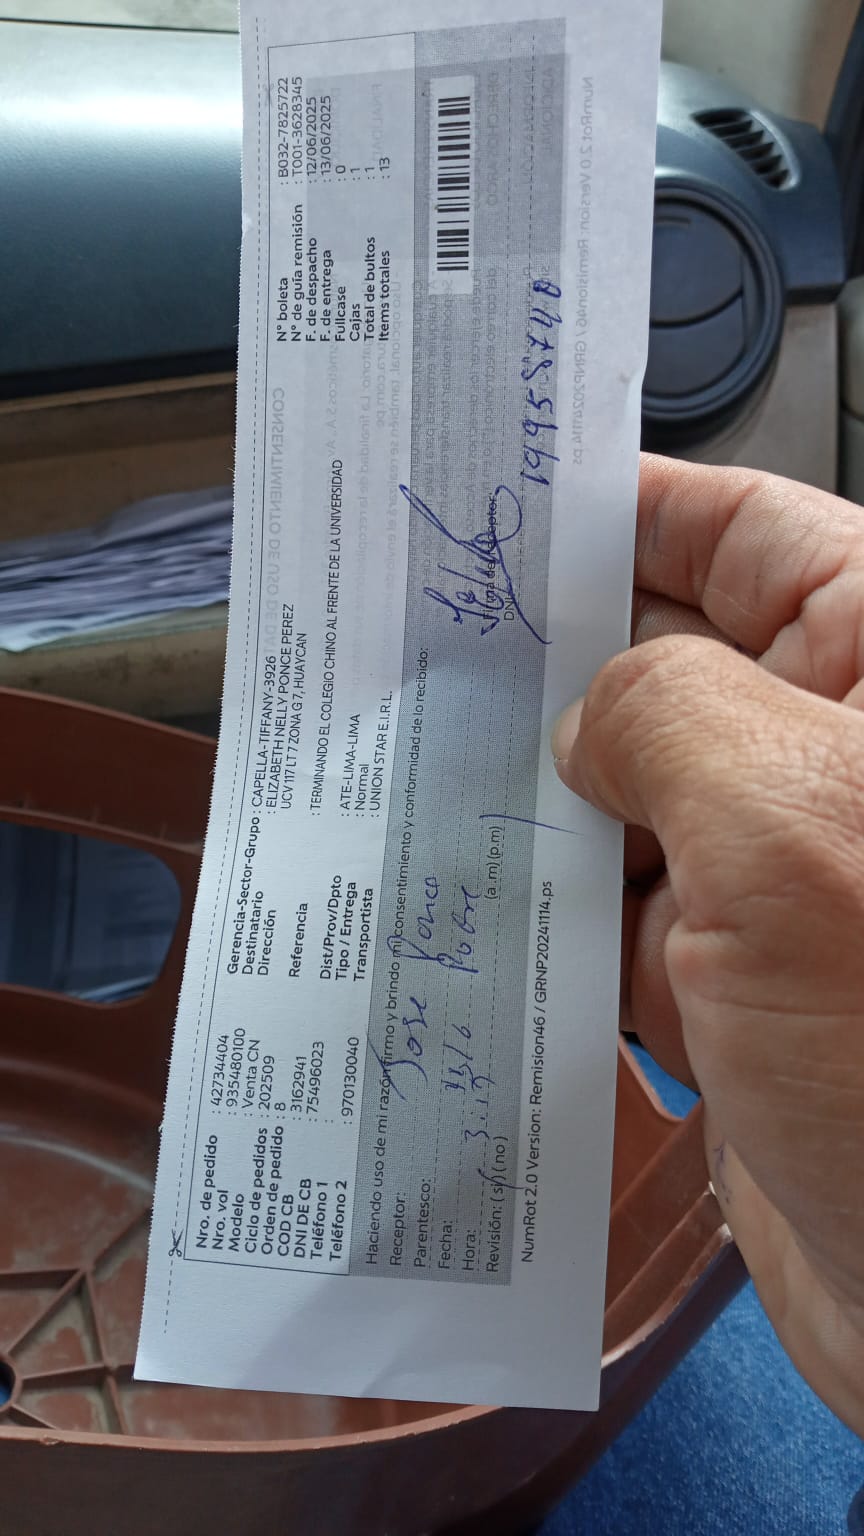 Nro. de pedido : 42734404
Nro. vol : 935480100
Modelo : Venta CN
Ciclo de pedidos : 202509
Orden de pedido : 8
COD CB : 3162941
DNI DE CB : 75496023
Teléfono 1 :
Teléfono 2 : 970130040
Gerencia-Sector-Grupo : CAPELLA-TIFFANY-3926
Destinatario : ELIZABETH NELLY PONCE PEREZ
Dirección UCV 117 LT 7 ZONA G 7, HUAYCAN
Referencia : TERMINANDO EL COLEGIO CHINO AL FRENTE DE LA UNIVERSIDAD
Dist/Prov/Dpto : ATE-LIMA-LIMA
Tipo / Entrega : Normal
Transportista : UNION STAR E.I.R.L.
N° boleta : B032-7825722
N° de guía remisión : T001-3628345
F. de despacho : 12/06/2025
F. de entrega : 13/06/2025
Fullcase : 0
Cajas : 1
Total de bultos : 1
Items totales : 13
Haciendo uso de mi razón firmo y brindo mi consentimiento y conformidad de lo recibido:
Receptor: Jose Ponce
Parentesco: Padre
Fecha: 13/6
Hora: 3:17 (a .m) (p.m)
Revisión: ( si ) ( no )
Firma del receptor:
DNI:
NumRot 2.0 Version: Remision46 / GRNP20241114.ps
CONSENTIMIENTO DE USO DE